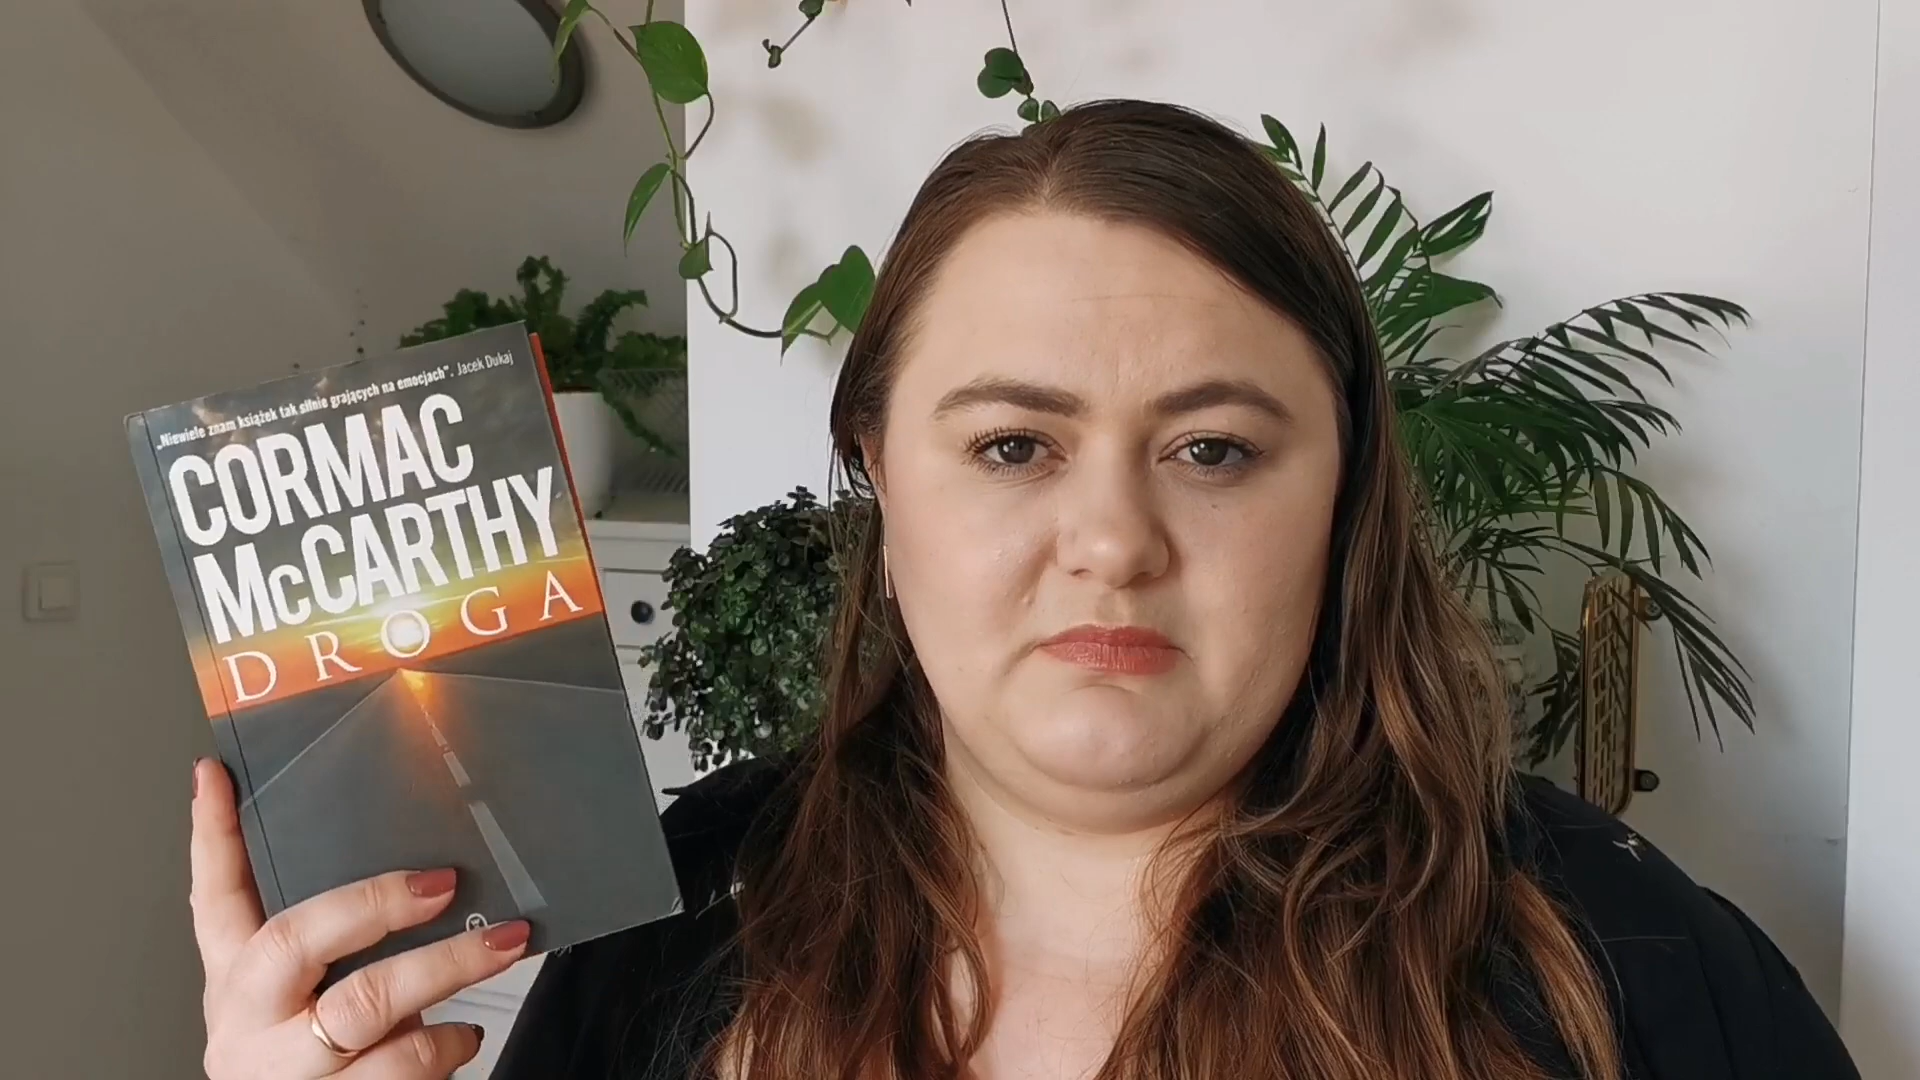 „Niewiele znam książek tak silnie grających na emocjach”. Jacek Dukaj
CORMAC
McCARTHY
DROGA